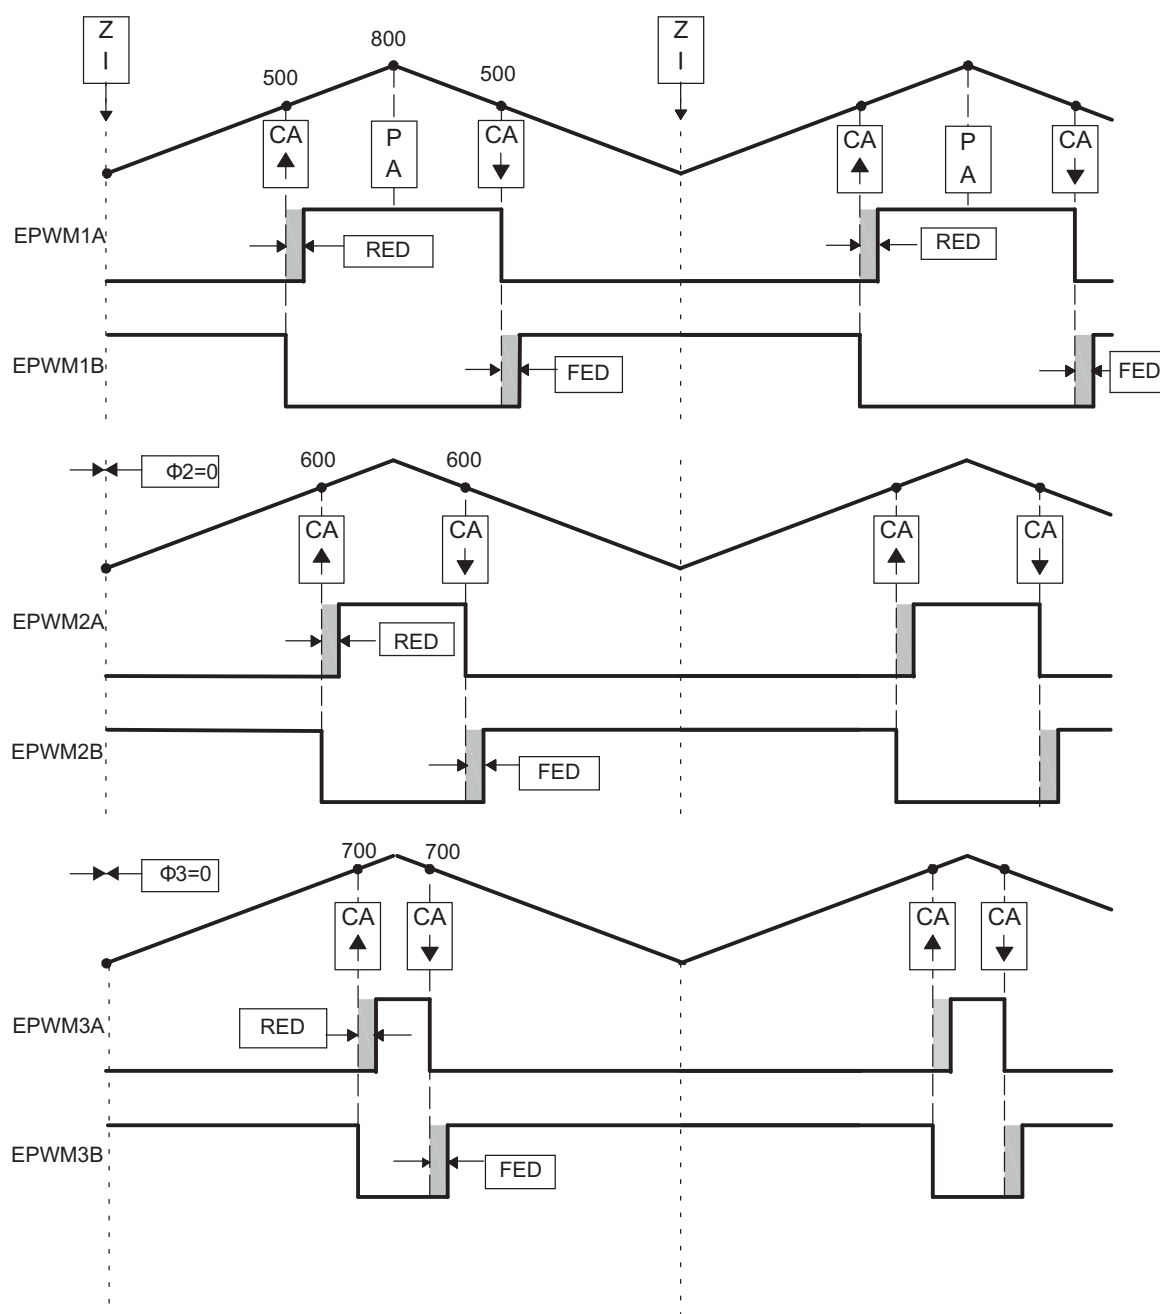 Z
I
Z
I
800
500
500
CA
P
A
CA
CA
P
A
CA
EPWM1A
RED
RED
EPWM1B
FED
FED
Φ2=0
600
600
CA
CA
CA
CA
EPWM2A
RED
EPWM2B
FED
Φ3=0
700
700
CA
CA
CA
CA
EPWM3A
RED
EPWM3B
FED